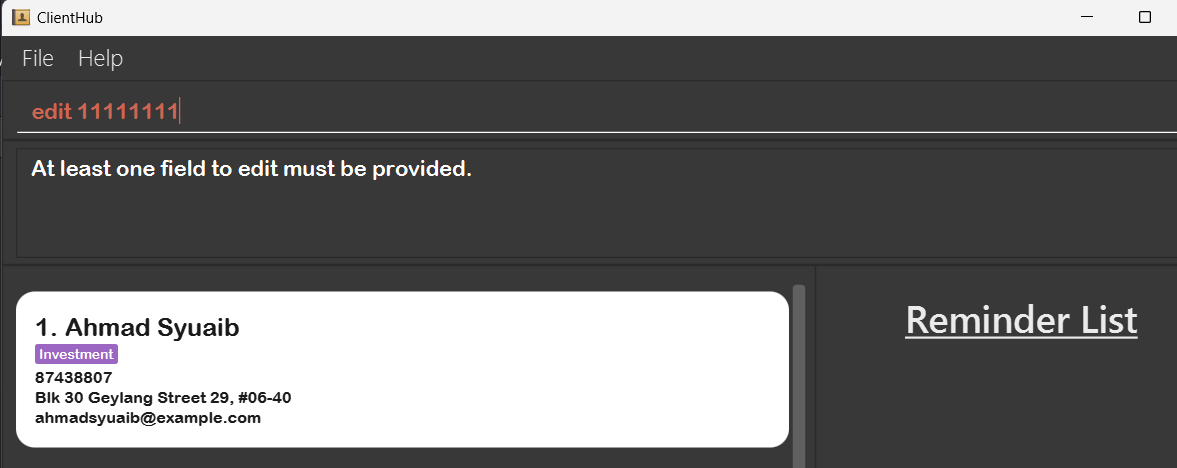 ClientHub
File Help
edit 11111111
At least one field to edit must be provided.
1. Ahmad Syuaib
Investment
87438807
Blk 30 Geylang Street 29, #06-40
ahmadsyuaib@example.com
Reminder List